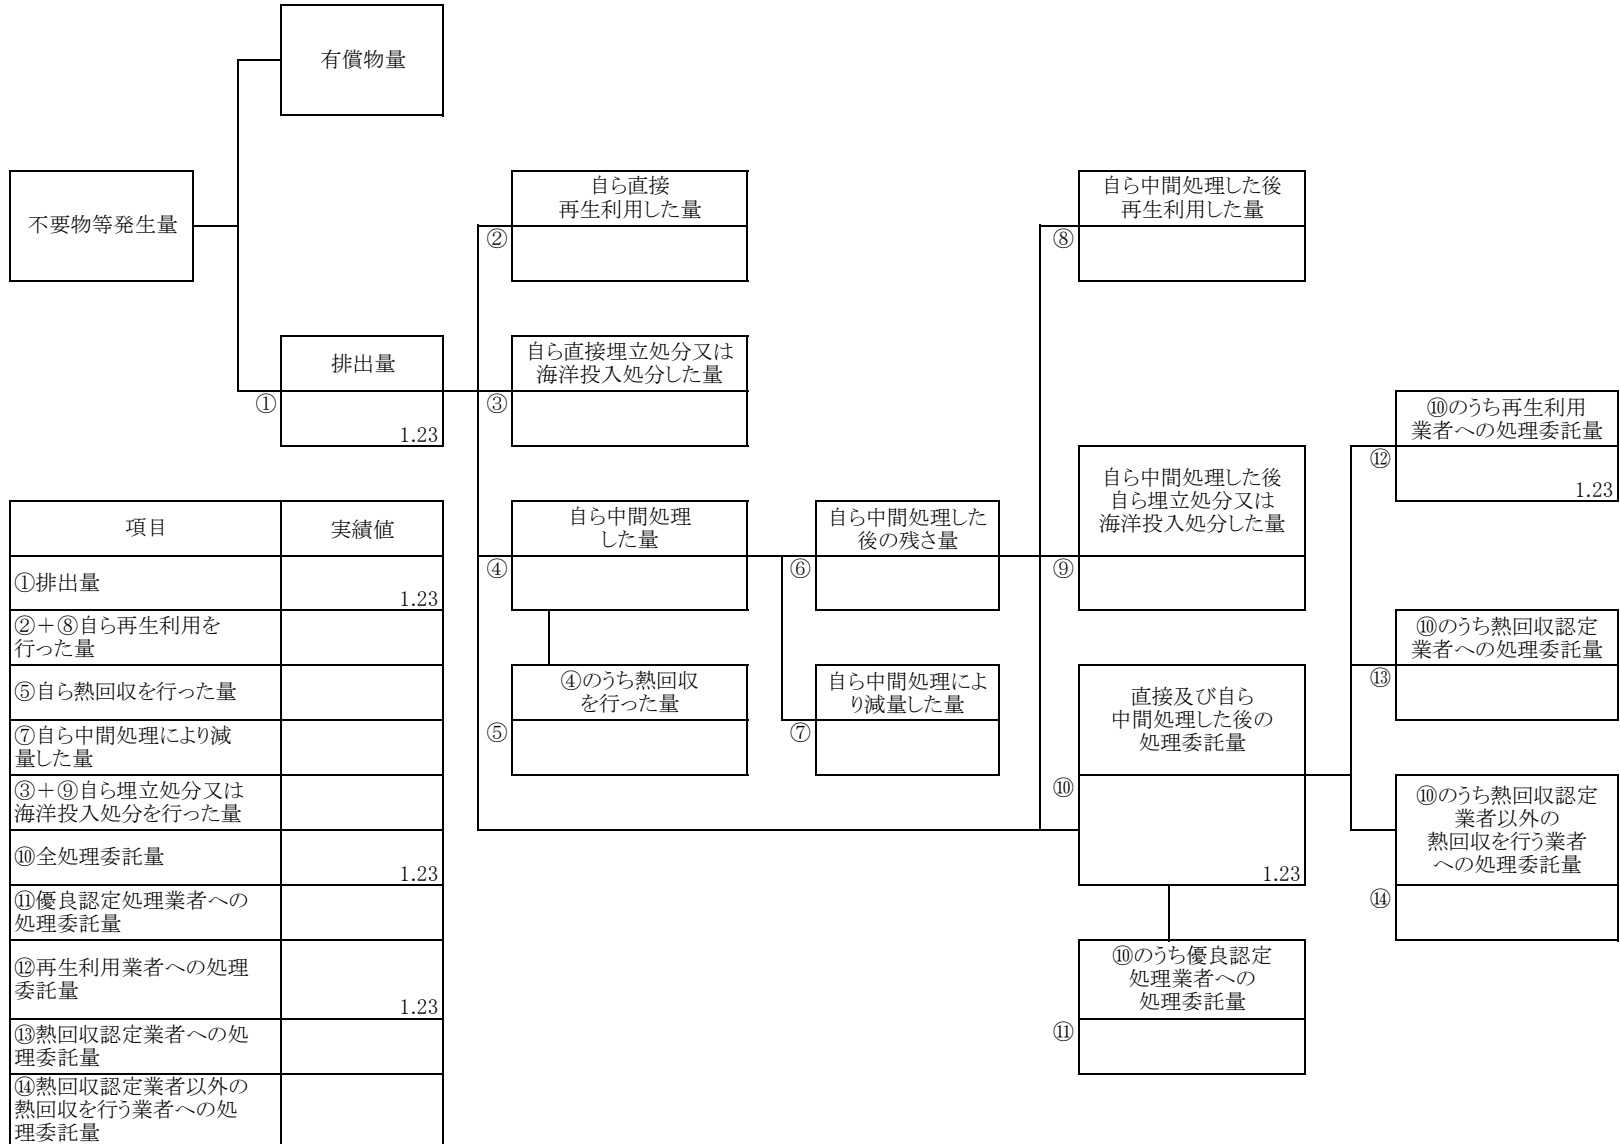 有償物量
不要物等発生量
自ら直接
再生利用した量
②
自ら中間処理した後
再生利用した量
⑧
排出量
①
1.23
自ら直接埋立処分又は
海洋投入処分した量
③
⑩のうち再生利用
業者への処理委託量
⑫
1.23
自ら中間処理
した量
④
自ら中間処理した
後の残さ量
⑥
自ら中間処理した後
自ら埋立処分又は
海洋投入処分した量
⑨
⑩のうち熱回収認定
業者への処理委託量
⑬
④のうち熱回収
を行った量
⑤
自ら中間処理によ
り減量した量
⑦
直接及び自ら
中間処理した後の
処理委託量
⑩
1.23
⑩のうち熱回収認定
業者以外の
熱回収を行う業者
への処理委託量
⑭
⑩のうち優良認定
処理業者への
処理委託量
⑪
項目
実績値
①排出量
1.23
②＋⑧自ら再生利用を
行った量
⑤自ら熱回収を行った量
⑦自ら中間処理により減
量した量
③＋⑨自ら埋立処分又は
海洋投入処分を行った量
⑩全処理委託量
1.23
⑪優良認定処理業者への
処理委託量
⑫再生利用業者への処理
委託量
1.23
⑬熱回収認定業者への処
理委託量
⑭熱回収認定業者以外の
熱回収を行う業者への処
理委託量